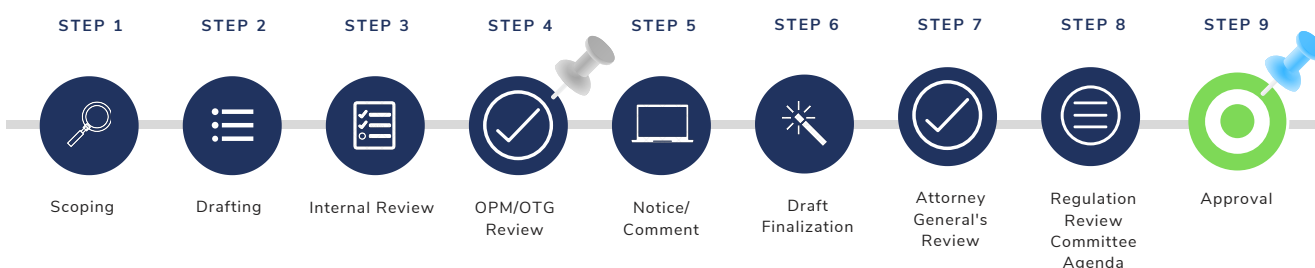 STEP 1
STEP 2
STEP 3
STEP 4
STEP 5
STEP 6
STEP 7
STEP 8
STEP 9
Scoping
Drafting
Internal Review
OPM/OTG
Review
Notice/
Comment
Draft
Finalization
Attorney
General's
Review
Regulation
Review
Committee
Agenda
Approval